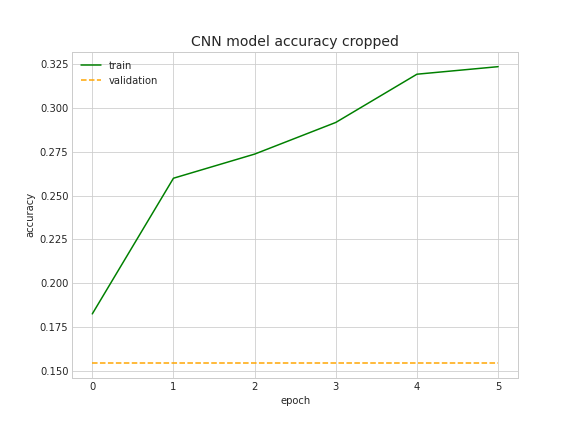 CNN model accuracy cropped
train
validation
0.325
0.300
0.275
0.250
0.225
0.200
0.175
0.150
accuracy
0 1 2 3 4 5
epoch